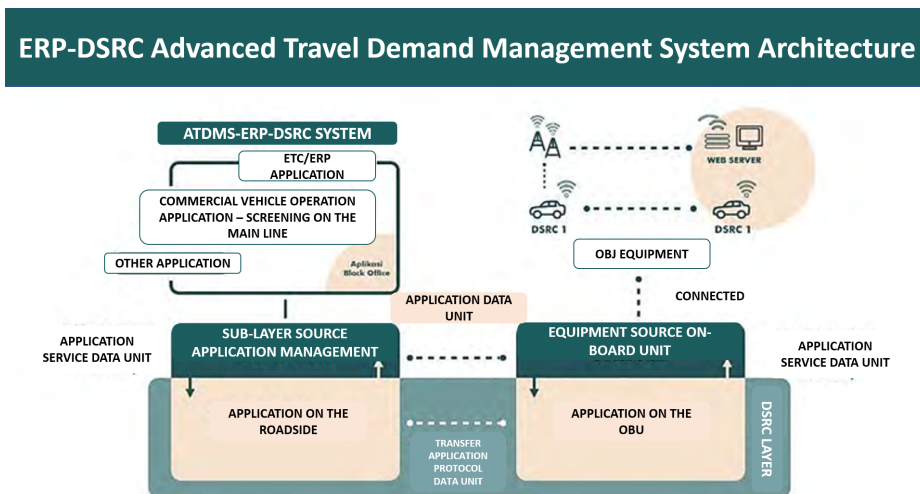 ERP-DSRC Advanced Travel Demand Management System Architecture
ATDMS-ERP-DSRC SYSTEM
ETC/ERP
APPLICATION
COMMERCIAL VEHICLE OPERATION
APPLICATION – SCREENING ON THE
MAIN LINE
OTHER APPLICATION
Aplikasi
Block Office
WEB SERVER
DSRC 1
DSRC 1
OBJ EQUIPMENT
CONNECTED
APPLICATION DATA
UNIT
APPLICATION
SERVICE DATA UNIT
SUB-LAYER SOURCE
APPLICATION MANAGEMENT
EQUIPMENT SOURCE ON-
BOARD UNIT
APPLICATION
SERVICE DATA UNIT
APPLICATION ON THE
ROADSIDE
APPLICATION ON THE
OBU
TRANSFER
APPLICATION
PROTOCOL
DATA UNIT
DSRC LAYER